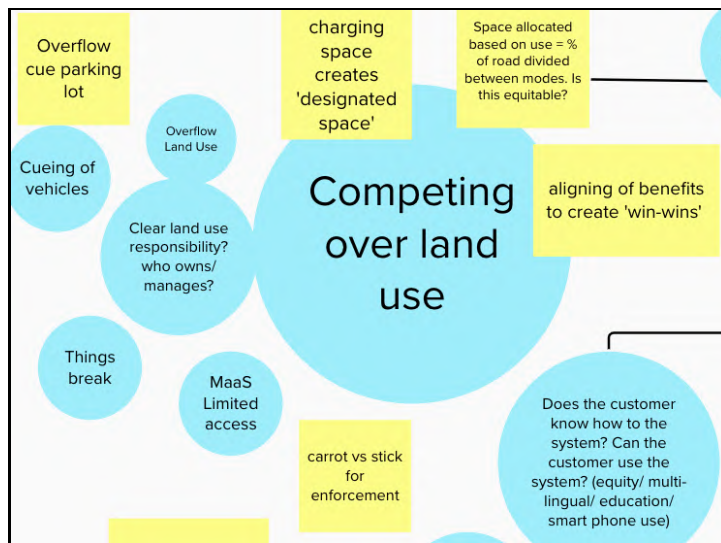 Overflow
cue parking
lot
charging
space
creates
'designated
space'
Space allocated
based on use = %
of road divided
between modes. Is
this equitable?
Overflow
Land Use
Cueing of
vehicles
Competing
over land
use
aligning of benefits
to create 'win-wins'
Clear land use
responsibility?
who owns/
manages?
Things
break
MaaS
Limited
access
carrot vs stick
for
enforcement
Does the customer
know how to the
system? Can the
customer use the
system? (equity/ multi-
lingual/ education/
smart phone use)